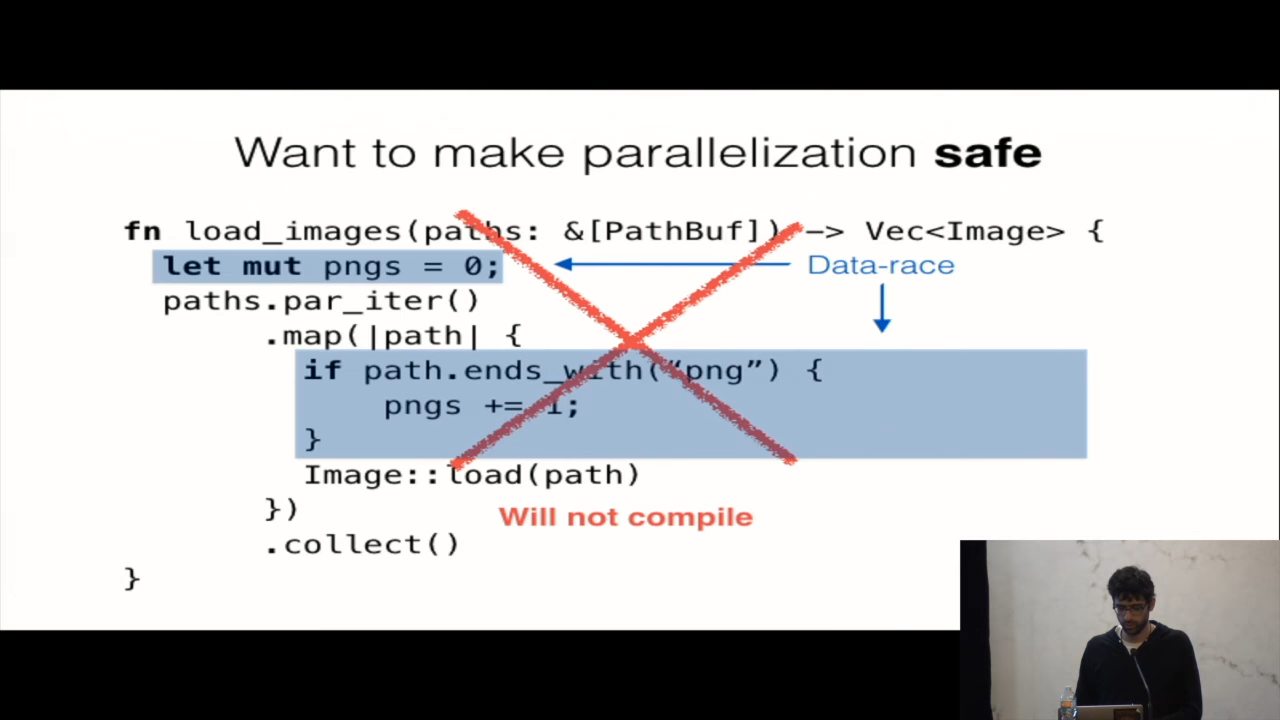 Want to make parallelization safe
fn load_images(paths: &[PathBuf]) –> Vec<Image> {
let mut pngs = 0;
Data-race
paths.par_iter()
.map(|path| {
if path.ends_with(“png”) {
pngs += 1;
}
Image::load(path)
})
Will not compile
.collect()
}